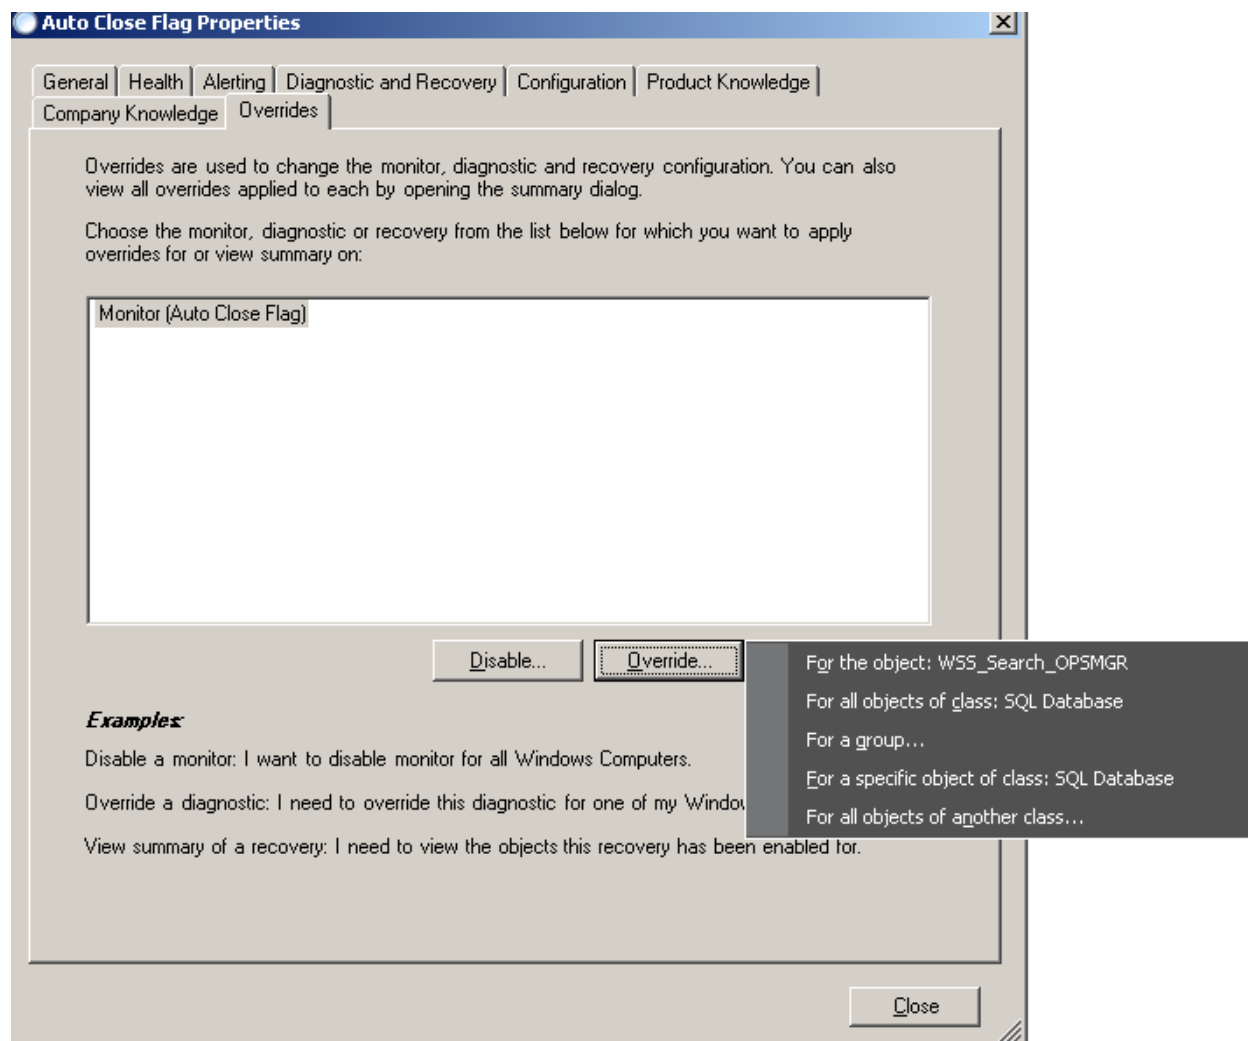 Auto Close Flag Properties
General Health Alerting Diagnostic and Recovery Configuration Product Knowledge
Company Knowledge Overrides
Overrides are used to change the monitor, diagnostic and recovery configuration. You can also
view all overrides applied to each by opening the summary dialog.
Choose the monitor, diagnostic or recovery from the list below for which you want to apply
overrides for or view summary on:
Monitor (Auto Close Flag)
Disable... Override...
For the object: WSS_Search_OPSMGR
For all objects of class: SQL Database
For a group...
For a specific object of class: SQL Database
For all objects of another class...
Examples:
Disable a monitor: I want to disable monitor for all Windows Computers.
Override a diagnostic: I need to override this diagnostic for one of my
View summary of a recovery: I need to view the objects this recovery has been enabled for.
Close